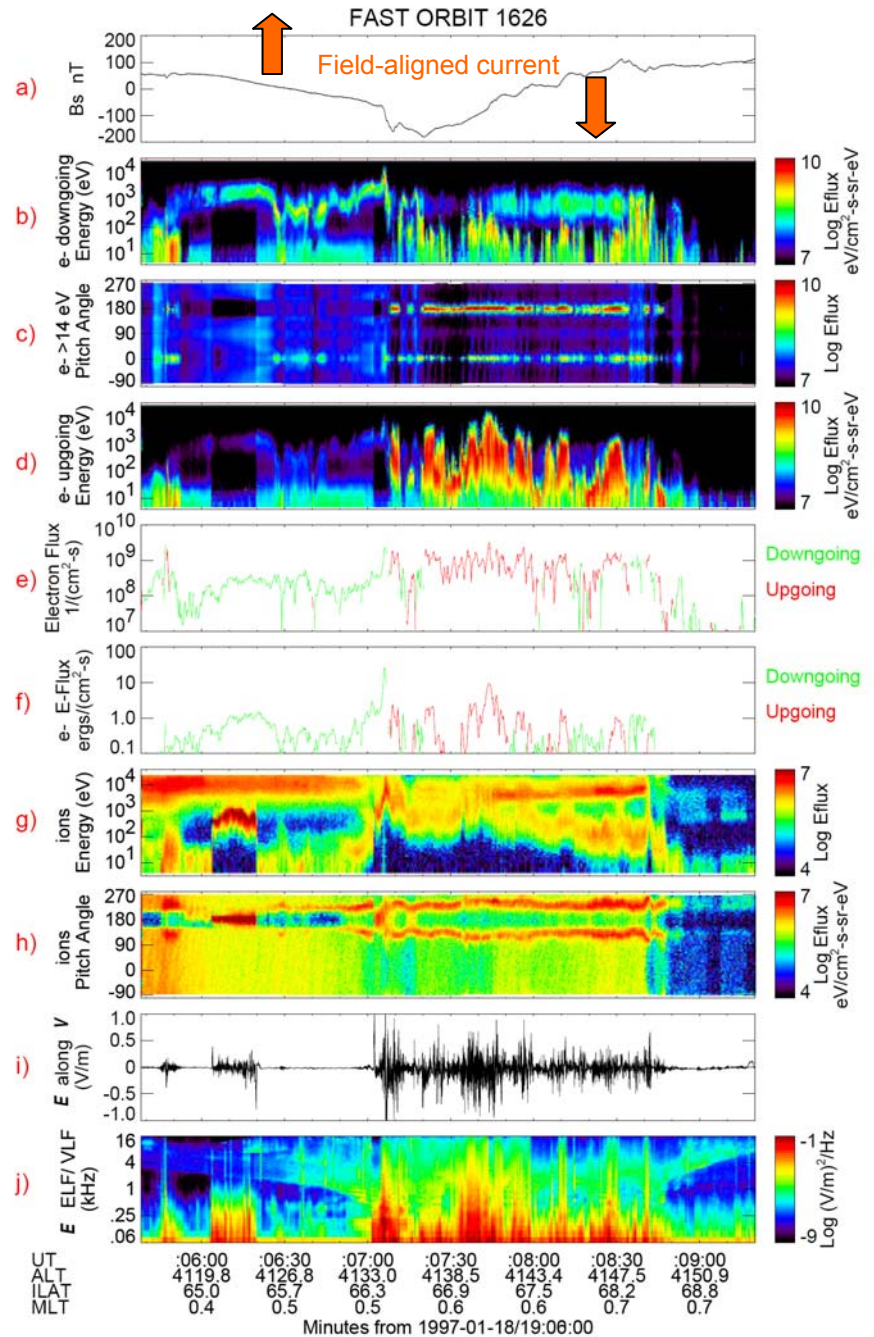 FAST ORBIT 1626
Field-aligned current
a)
Bs nT
200
100
0
-100
-200
b)
e- downgoing
Energy (eV)
10^4
10^3
10^2
10^1
10
7
Log Eflux
eV/cm^2-s-sr-eV
c)
e- >14 eV
Pitch Angle
270
180
90
0
-90
10
7
Log Eflux
d)
e- upgoing
Energy (eV)
10^4
10^3
10^2
10^1
10
7
Log Eflux
eV/cm^2-s-sr-eV
e)
Electron Flux
1/(cm^2-s)
10^10
10^9
10^8
10^7
Downgoing
Upgoing
f)
e- E-Flux
ergs/(cm^2-s)
100
10
1.0
0.1
Downgoing
Upgoing
g)
ions
Energy (eV)
10^4
10^3
10^2
10^1
7
4
Log Eflux
h)
ions
Pitch Angle
270
180
90
0
-90
7
4
Log Eflux
eV/cm^2-s-sr-eV
i)
E along V
(V/m)
1.0
0.5
0
-0.5
-1.0
j)
E ELF/ VLF
(kHz)
16
4
1
.25
.06
-1
-9
Log (V/m)^2/Hz
UT :06:00 :06:30 :07:00 :07:30 :08:00 :08:30 :09:00
ALT 4119.8 4126.8 4133.0 4138.5 4143.4 4147.5 4150.9
ILAT 65.0 65.7 66.3 66.9 67.5 68.2 68.8
MLT 0.4 0.5 0.5 0.6 0.6 0.7 0.7
Minutes from 1997-01-18/19:06:00